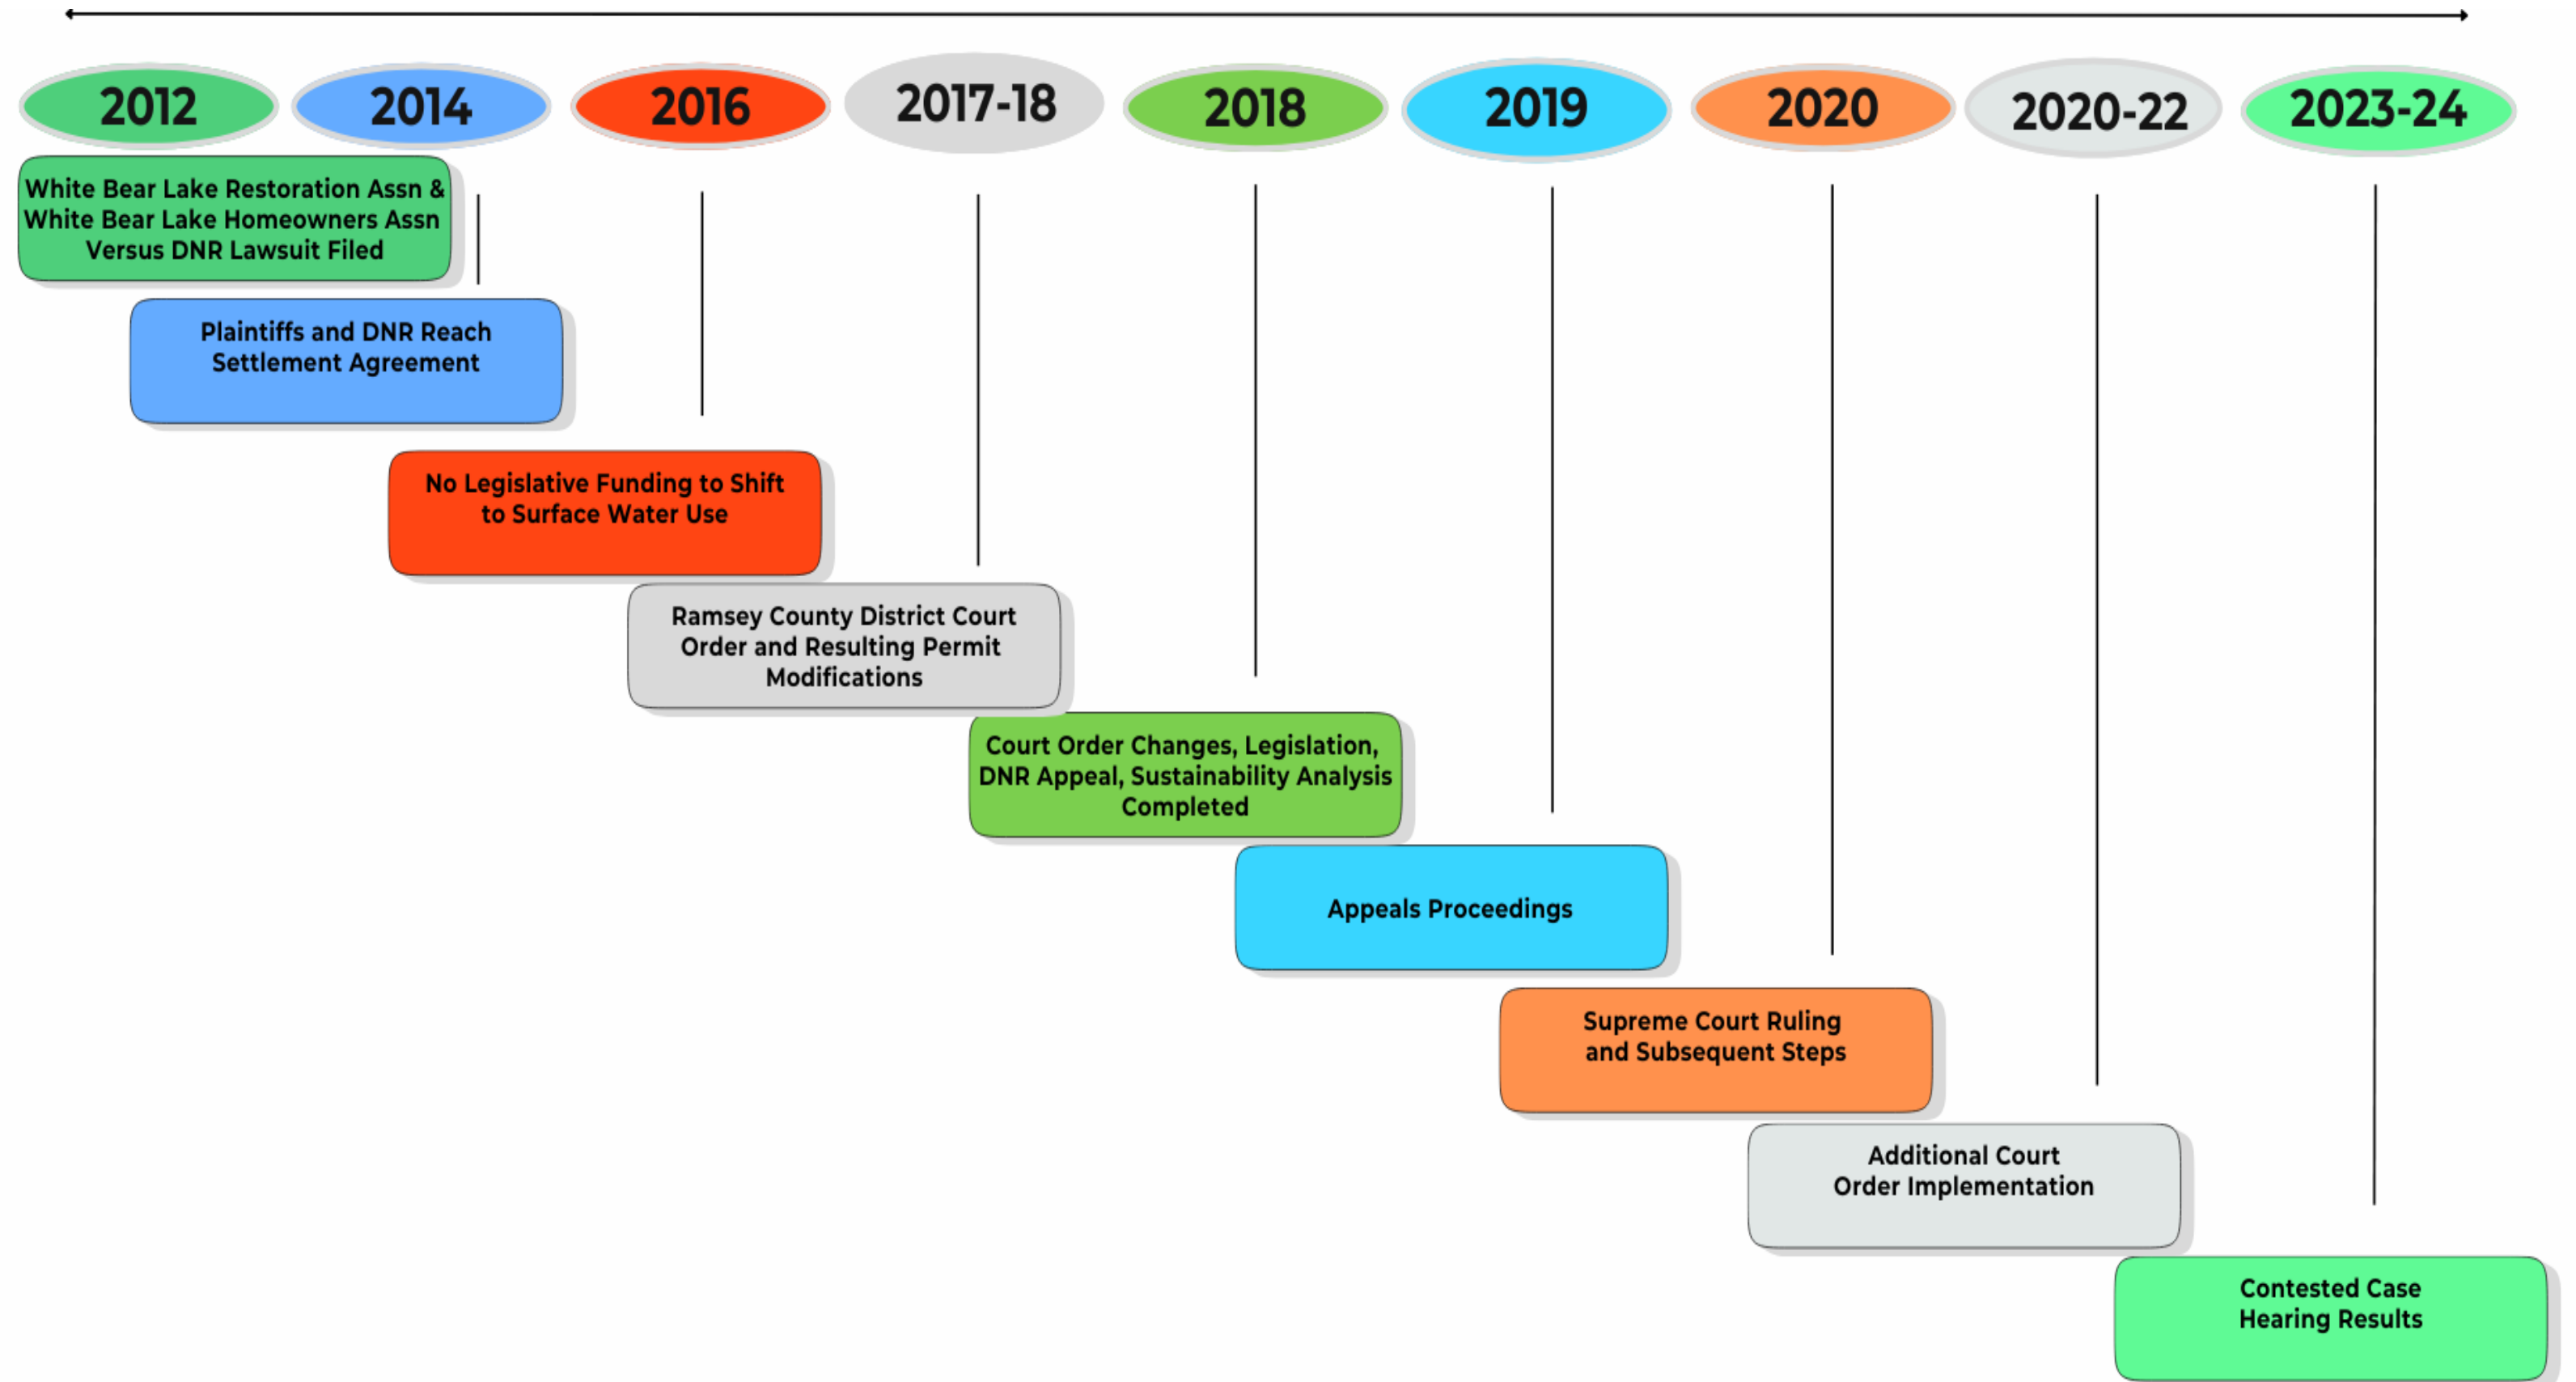 2012
2014
2016
2017-18
2018
2019
2020
2020-22
2023-24
White Bear Lake Restoration Assn &
White Bear Lake Homeowners Assn
Versus DNR Lawsuit Filed
Plaintiffs and DNR Reach
Settlement Agreement
No Legislative Funding to Shift
to Surface Water Use
Ramsey County District Court
Order and Resulting Permit
Modifications
Court Order Changes, Legislation,
DNR Appeal, Sustainability Analysis
Completed
Appeals Proceedings
Supreme Court Ruling
and Subsequent Steps
Additional Court
Order Implementation
Contested Case
Hearing Results